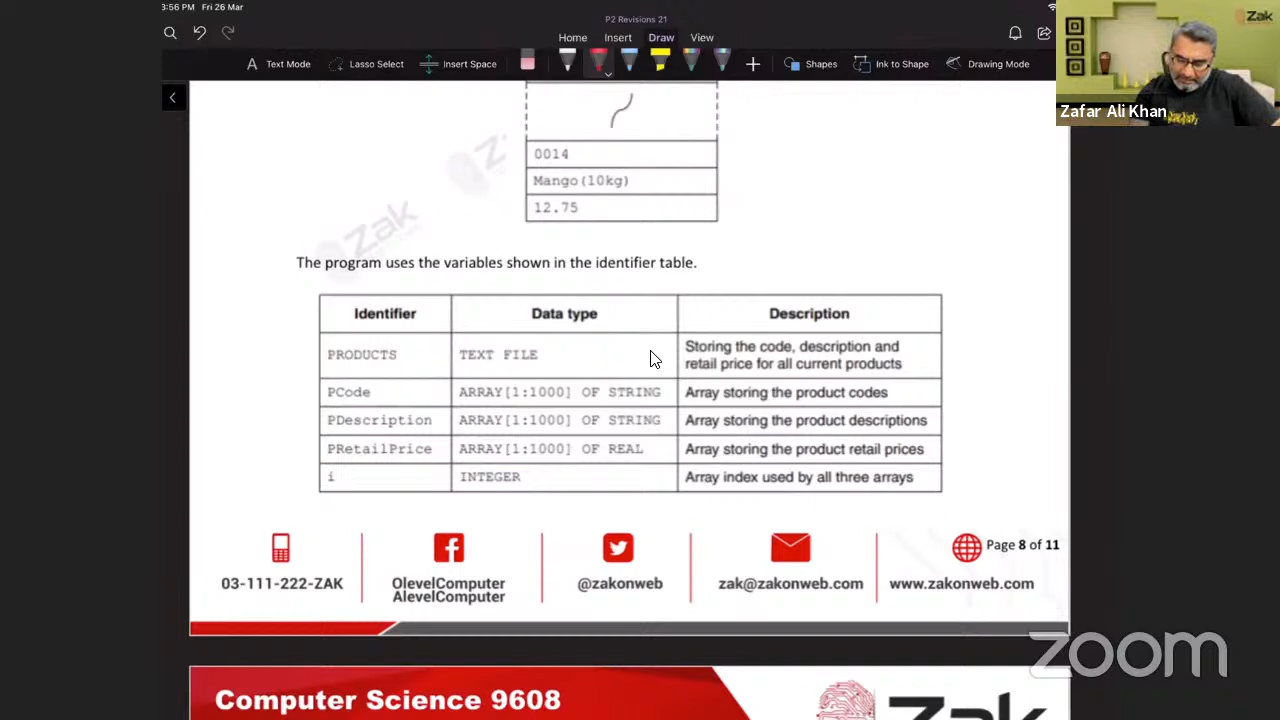 3:56 PM Fri 26 Mar
P2 Revisions 21
Home Insert Draw View
Text Mode Lasso Select Insert Space Shapes Ink to Shape Drawing Mode
Zak
Zafar Ali Khan
0014
Mango(10kg)
12.75
Zak
The program uses the variables shown in the identifier table.
Identifier Data type Description
PRODUCTS TEXT FILE Storing the code, description and
retail price for all current products
PCode ARRAY[1:1000] OF STRING Array storing the product codes
PDescription ARRAY[1:1000] OF STRING Array storing the product descriptions
PRetailPrice ARRAY[1:1000] OF REAL Array storing the product retail prices
i INTEGER Array index used by all three arrays
Page 8 of 11
03-111-222-ZAK OlevelComputer @zakonweb zak@zakonweb.com www.zakonweb.com
AlevelComputer
zoom
Computer Science 9608
Zak